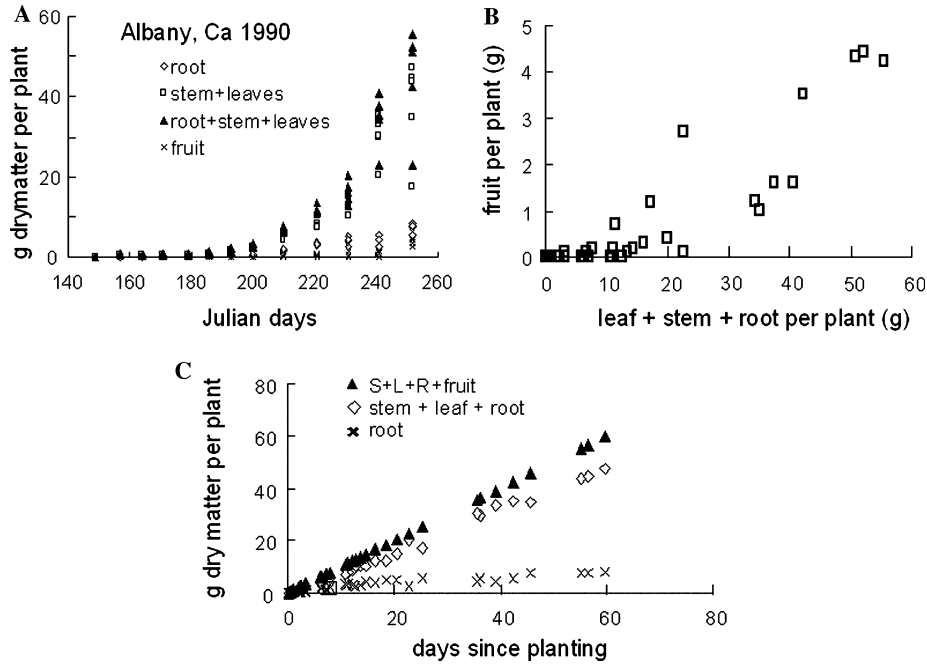 A
Albany, Ca 1990
root
stem+leaves
root+stem+leaves
fruit
g drymatter per plant
60
40
20
0
140 160 180 200 220 240 260
Julian days
B
fruit per plant (g)
5
4
3
2
1
0
0 10 20 30 40 50 60
leaf + stem + root per plant (g)
C
S+L+R+fruit
stem + leaf + root
root
g dry matter per plant
80
60
40
20
0
0 20 40 60 80
days since planting